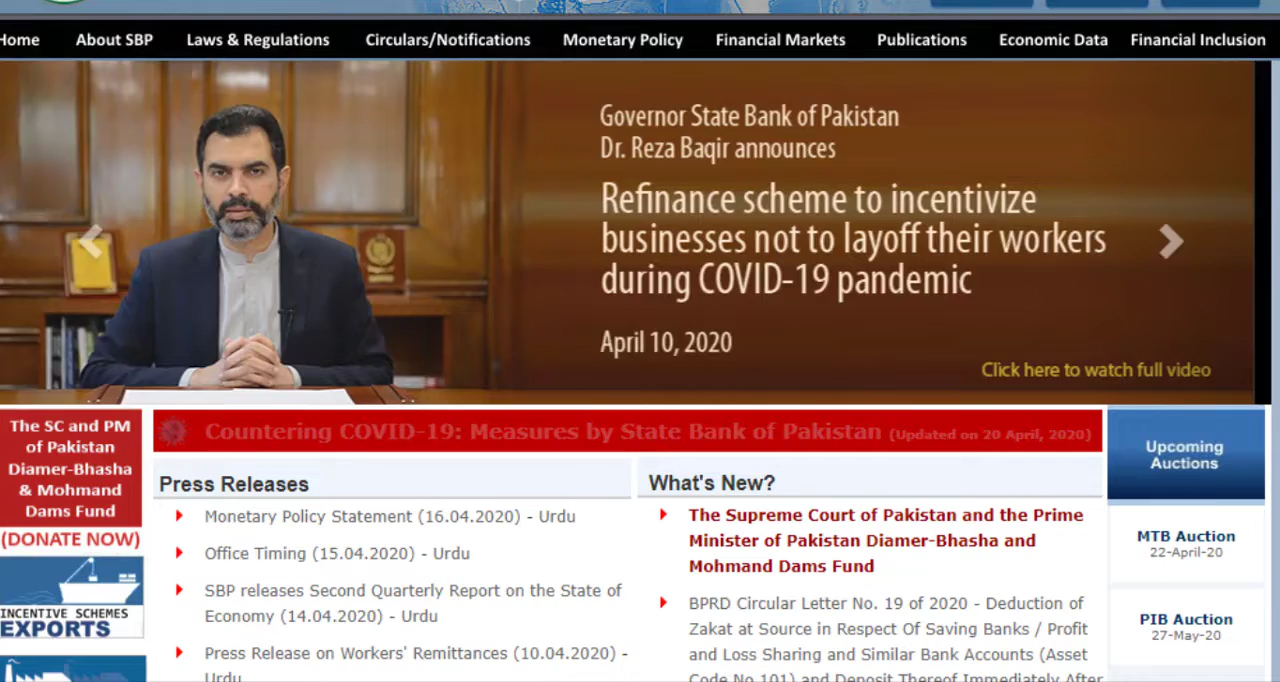 Home About SBP Laws & Regulations Circulars/Notifications Monetary Policy Financial Markets Publications Economic Data Financial Inclusion
Governor State Bank of Pakistan
Dr. Reza Baqir announces
Refinance scheme to incentivize
businesses not to layoff their workers
during COVID-19 pandemic
April 10, 2020
Click here to watch full video
The SC and PM
of Pakistan
Diamer-Bhasha
& Mohmand
Dams Fund
(DONATE NOW)
INCENTIVE SCHEMES
EXPORTS
Countering COVID-19: Measures by State Bank of Pakistan (Updated on 20 April, 2020)
Press Releases
Monetary Policy Statement (16.04.2020) - Urdu
Office Timing (15.04.2020) - Urdu
SBP releases Second Quarterly Report on the State of
Economy (14.04.2020) - Urdu
Press Release on Workers' Remittances (10.04.2020) -
Urdu
What's New?
The Supreme Court of Pakistan and the Prime
Minister of Pakistan Diamer-Bhasha and
Mohmand Dams Fund
BPRD Circular Letter No. 19 of 2020 - Deduction of
Zakat at Source in Respect Of Saving Banks / Profit
and Loss Sharing and Similar Bank Accounts (Asset
Code No 101) and Deposit Thereof Immediately After
Upcoming
Auctions
MTB Auction
22-April-20
PIB Auction
27-May-20